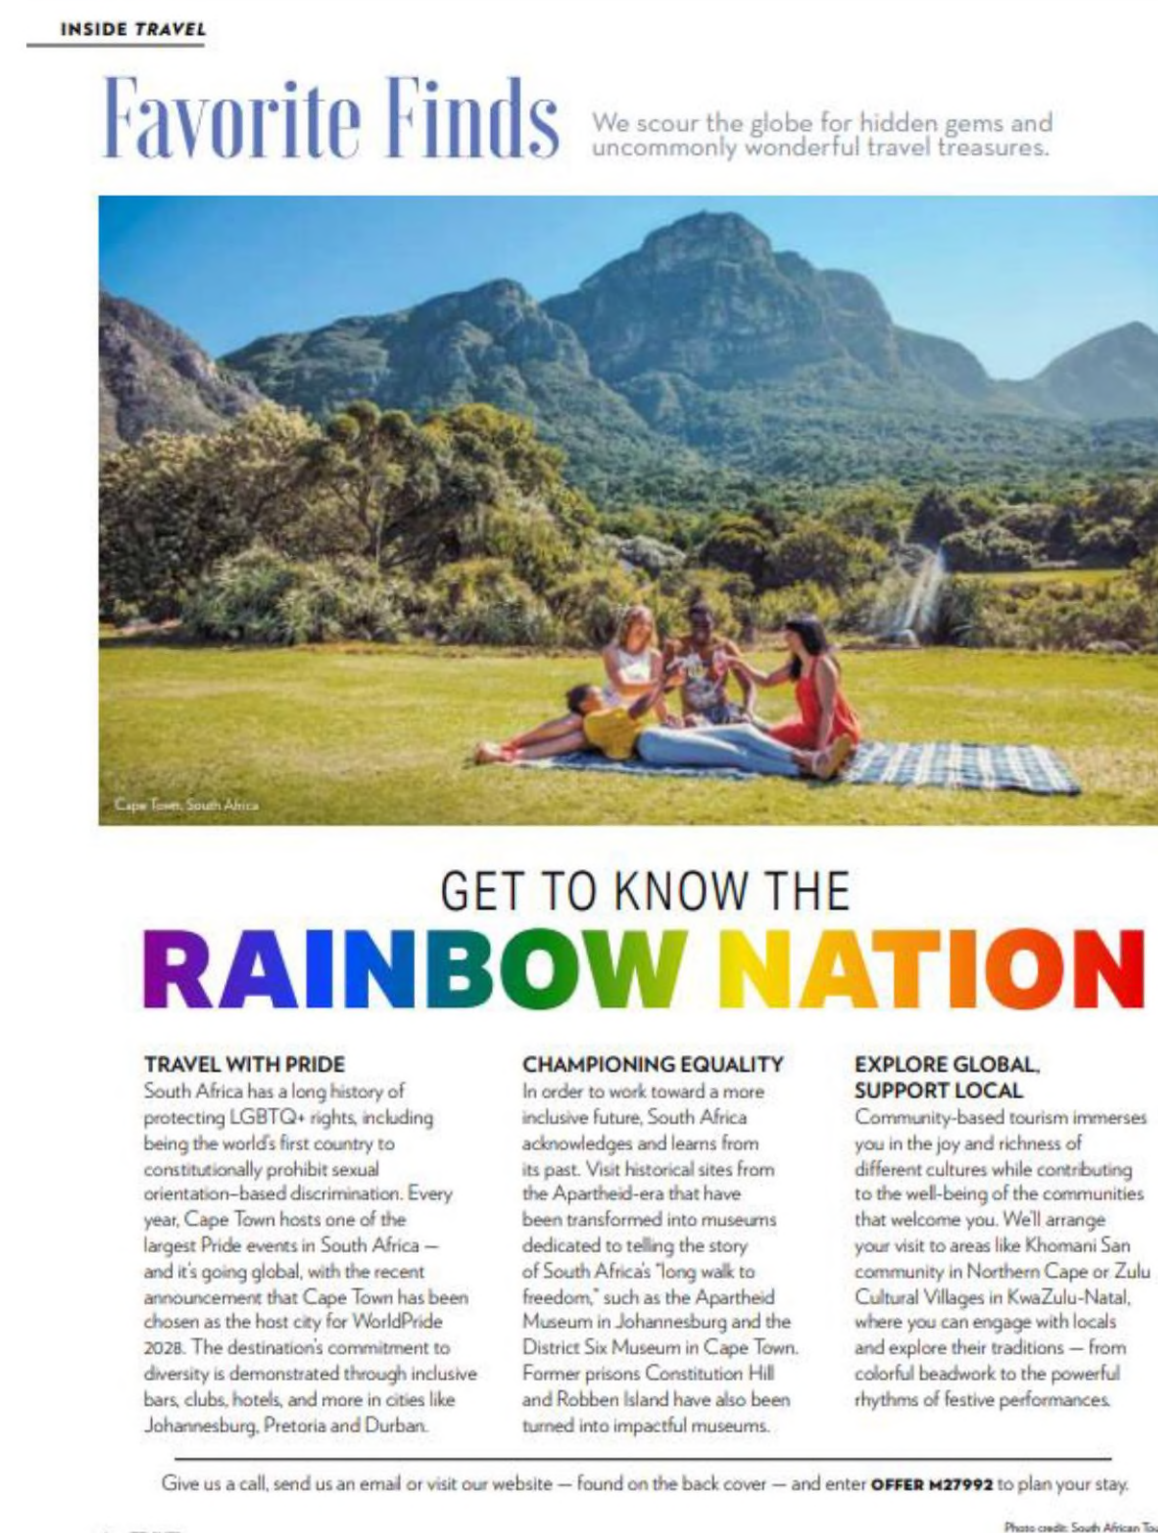 INSIDE TRAVEL
Favorite Finds
We scour the globe for hidden gems and
uncommonly wonderful travel treasures.
Cape Town, South Africa
GET TO KNOW THE
RAINBOW NATION
TRAVEL WITH PRIDE
South Africa has a long history of
protecting LGBTQ+ rights, including
being the world's first country to
constitutionally prohibit sexual
orientation–based discrimination. Every
year, Cape Town hosts one of the
largest Pride events in South Africa —
and it's going global, with the recent
announcement that Cape Town has been
chosen as the host city for WorldPride
2028. The destination's commitment to
diversity is demonstrated through inclusive
bars, clubs, hotels, and more in cities like
Johannesburg, Pretoria and Durban.
CHAMPIONING EQUALITY
In order to work toward a more
inclusive future, South Africa
acknowledges and learns from
its past. Visit historical sites from
the Apartheid-era that have
been transformed into museums
dedicated to telling the story
of South Africa's "long walk to
freedom," such as the Apartheid
Museum in Johannesburg and the
District Six Museum in Cape Town.
Former prisons Constitution Hill
and Robben Island have also been
turned into impactful museums.
EXPLORE GLOBAL,
SUPPORT LOCAL
Community-based tourism immerses
you in the joy and richness of
different cultures while contributing
to the well-being of the communities
that welcome you. We'll arrange
your visit to areas like Khomani San
community in Northern Cape or Zulu
Cultural Villages in KwaZulu-Natal,
where you can engage with locals
and explore their traditions — from
colorful beadwork to the powerful
rhythms of festive performances.
Give us a call, send us an email or visit our website — found on the back cover — and enter OFFER M27992 to plan your stay.
Photo credit: South African